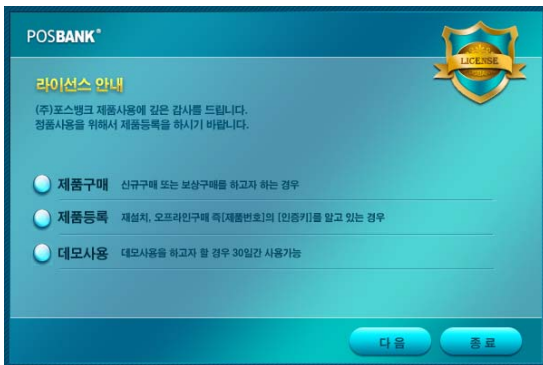 POSBANK®
LICENSE
라이선스 안내
(주)포스뱅크 제품사용에 깊은 감사를 드립니다.
정품사용을 위해서 제품등록을 하시기 바랍니다.
제품구매 신규구매 또는 보상구매를 하고자 하는 경우
제품등록 재설치, 오프라인구매 즉[제품번호]의 [인증키]를 알고 있는 경우
데모사용 데모사용을 하고자 할 경우 30일간 사용가능
다음 종료